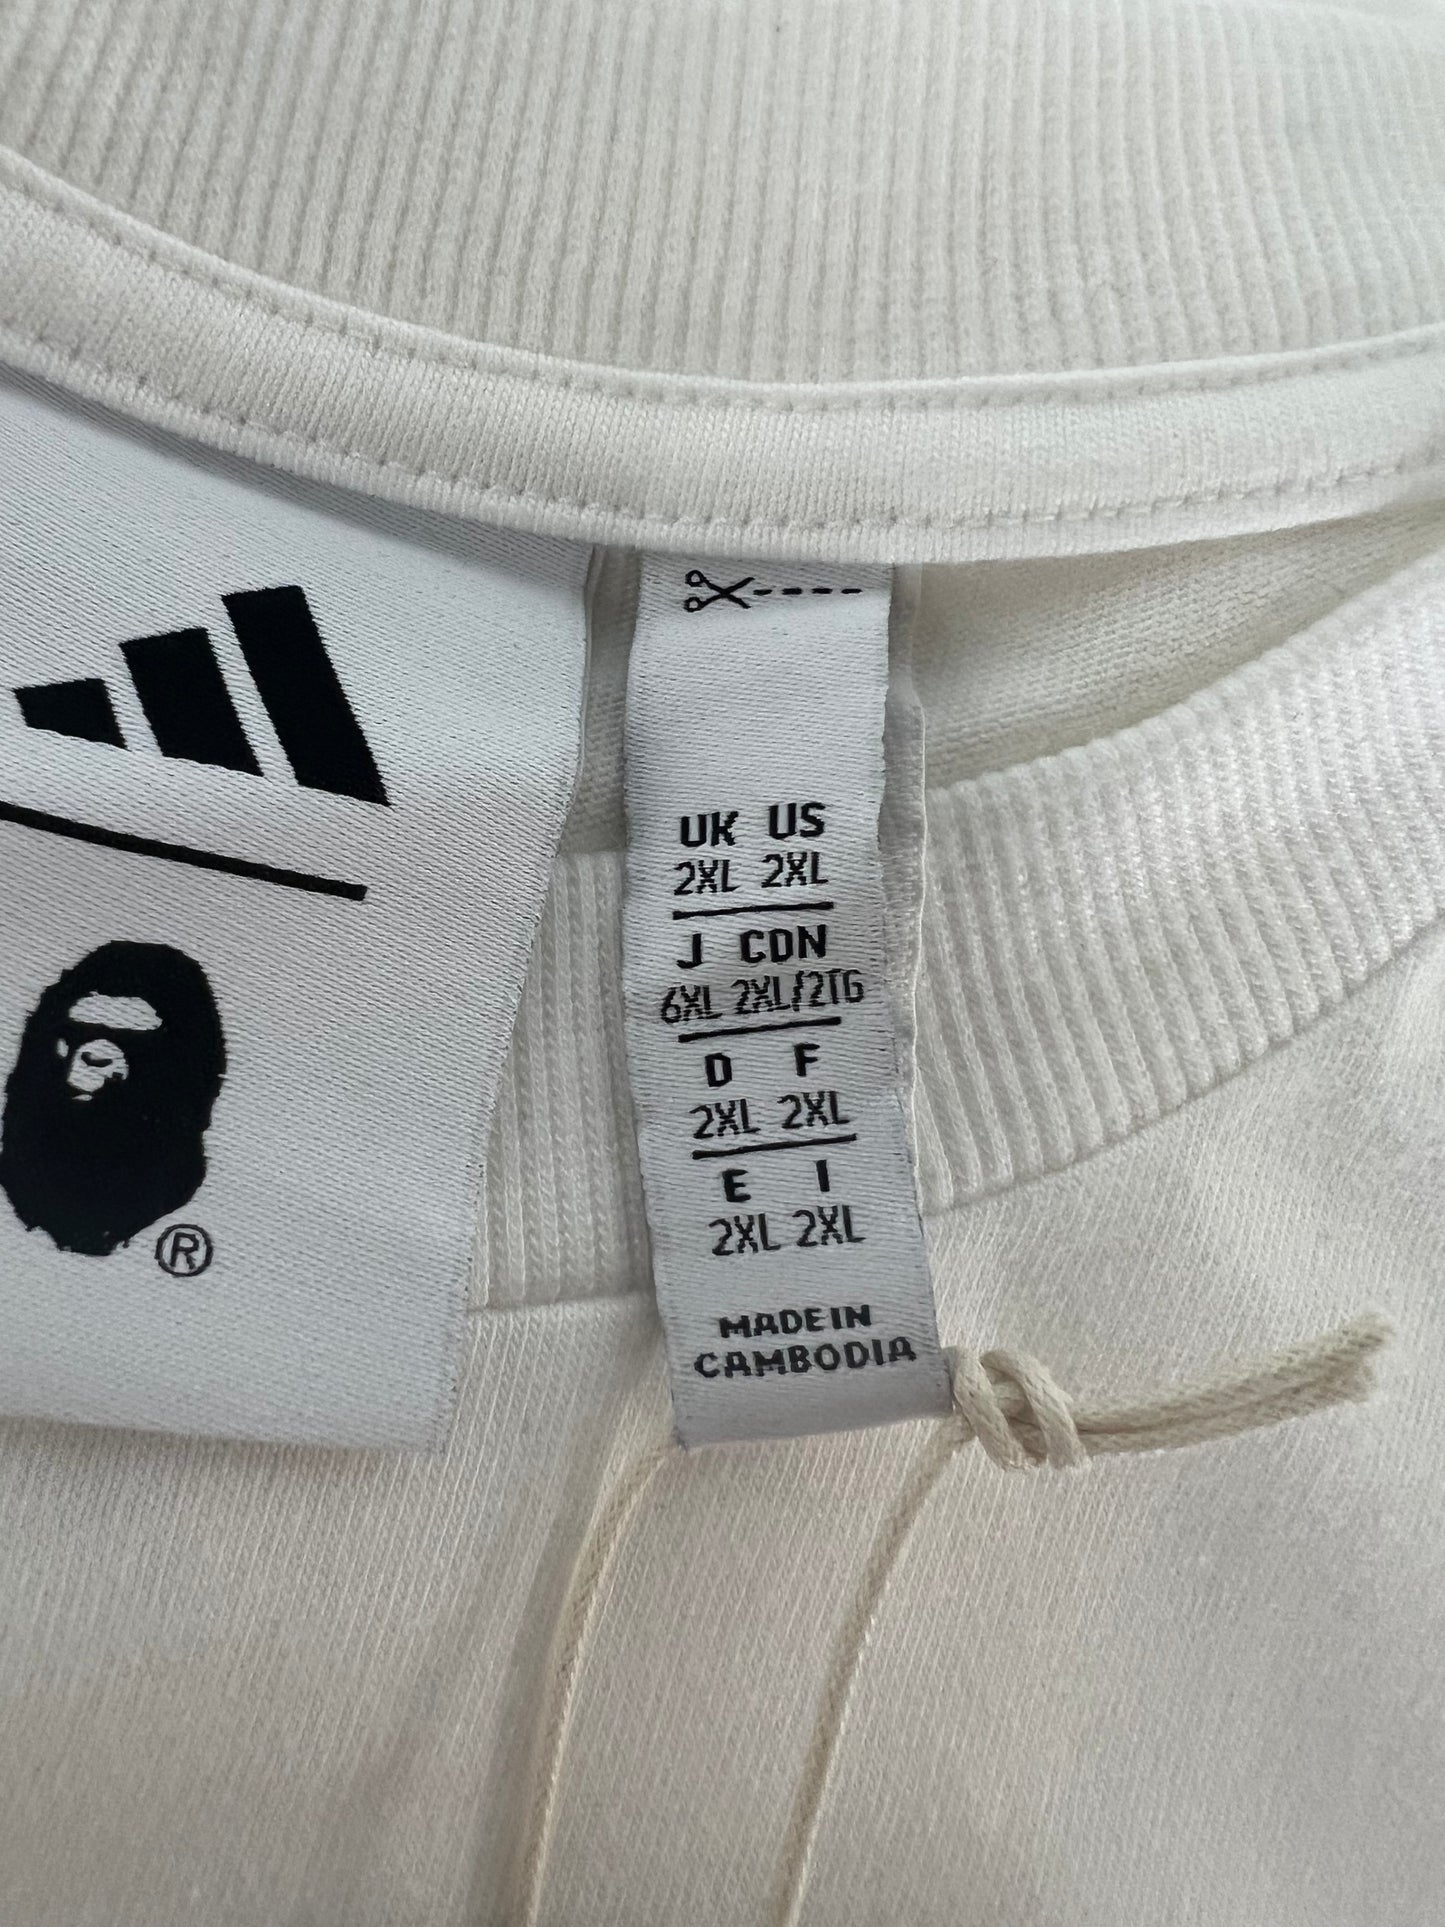 UK US
2XL 2XL
J CDN
6XL 2XL/2TG
D F
2XL 2XL
E I
2XL 2XL
MADE IN
CAMBODIA
®